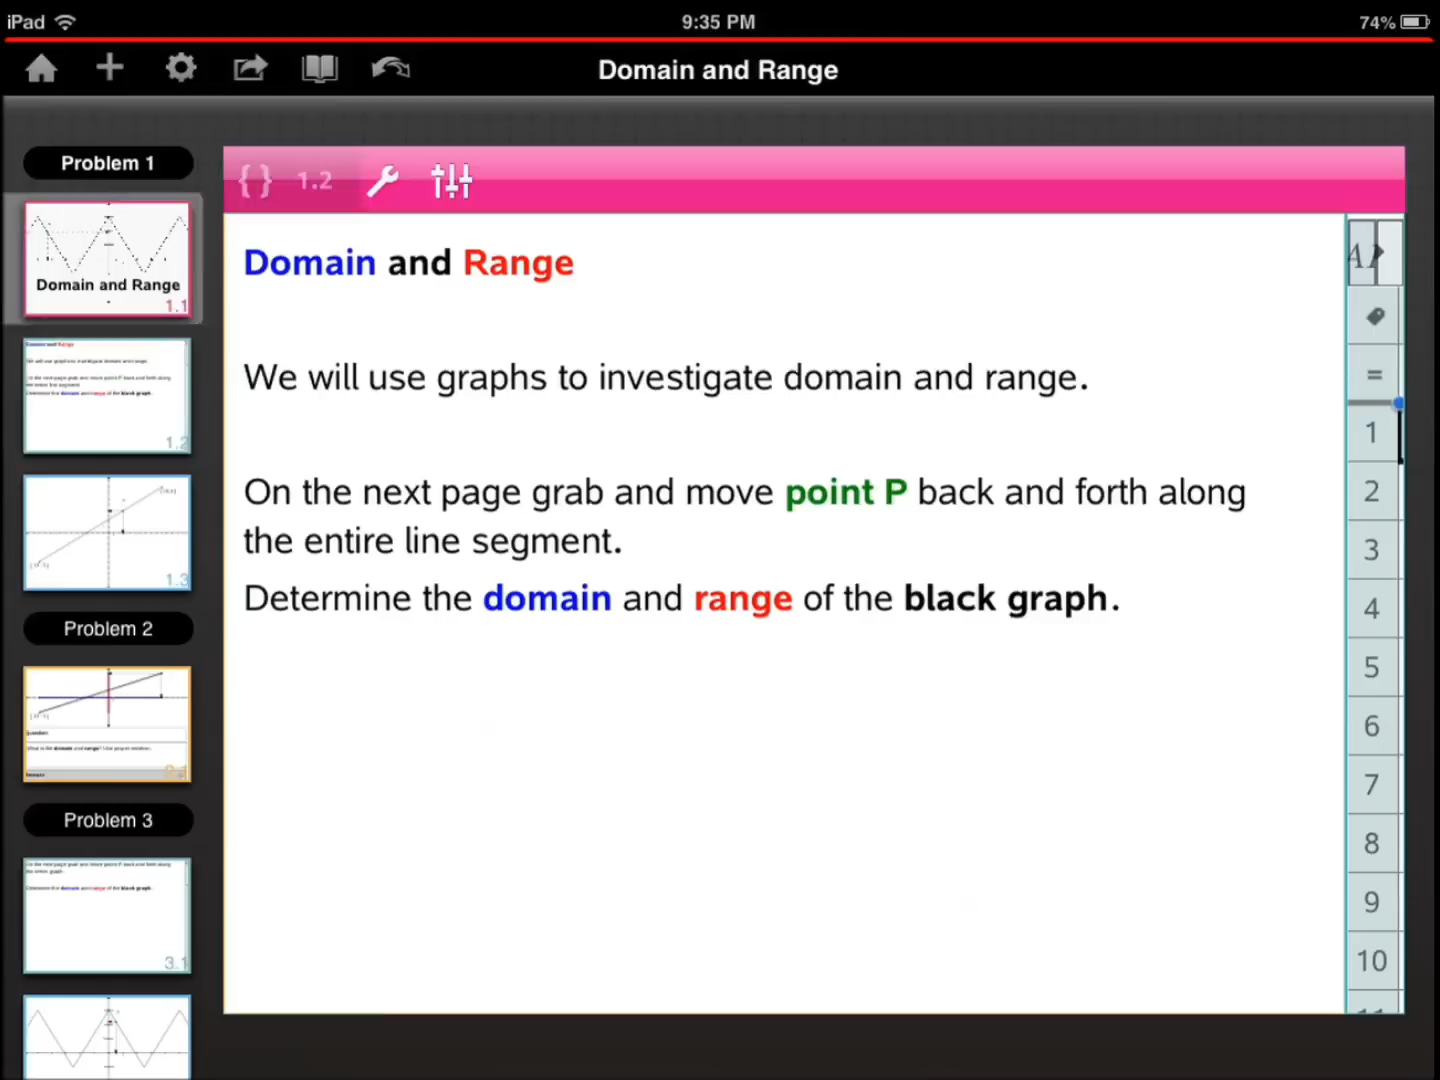 iPad
9:35 PM
74%
Domain and Range
Problem 1
Domain and Range
1.1
1.2
1.3
Problem 2
Problem 3
3.1
{ } 1.2
Domain and Range
We will use graphs to investigate domain and range.
On the next page grab and move point P back and forth along
the entire line segment.
Determine the domain and range of the black graph.
=
1
2
3
4
5
6
7
8
9
10